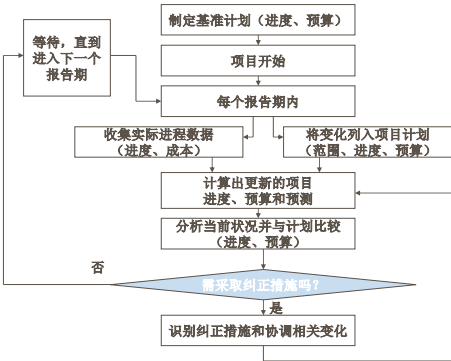 制定基准计划（进度、预算）
等待，直到
进入下一个
报告期
项目开始
每个报告期内
收集实际进程数据
（进度、成本）
将变化列入项目计划
（范围、进度、预算）
计算出更新的项目
进度、预算和预测
分析当前状况并与计划比较
（进度、预算）
否
需采取纠正措施吗？
是
识别纠正措施和协调相关变化